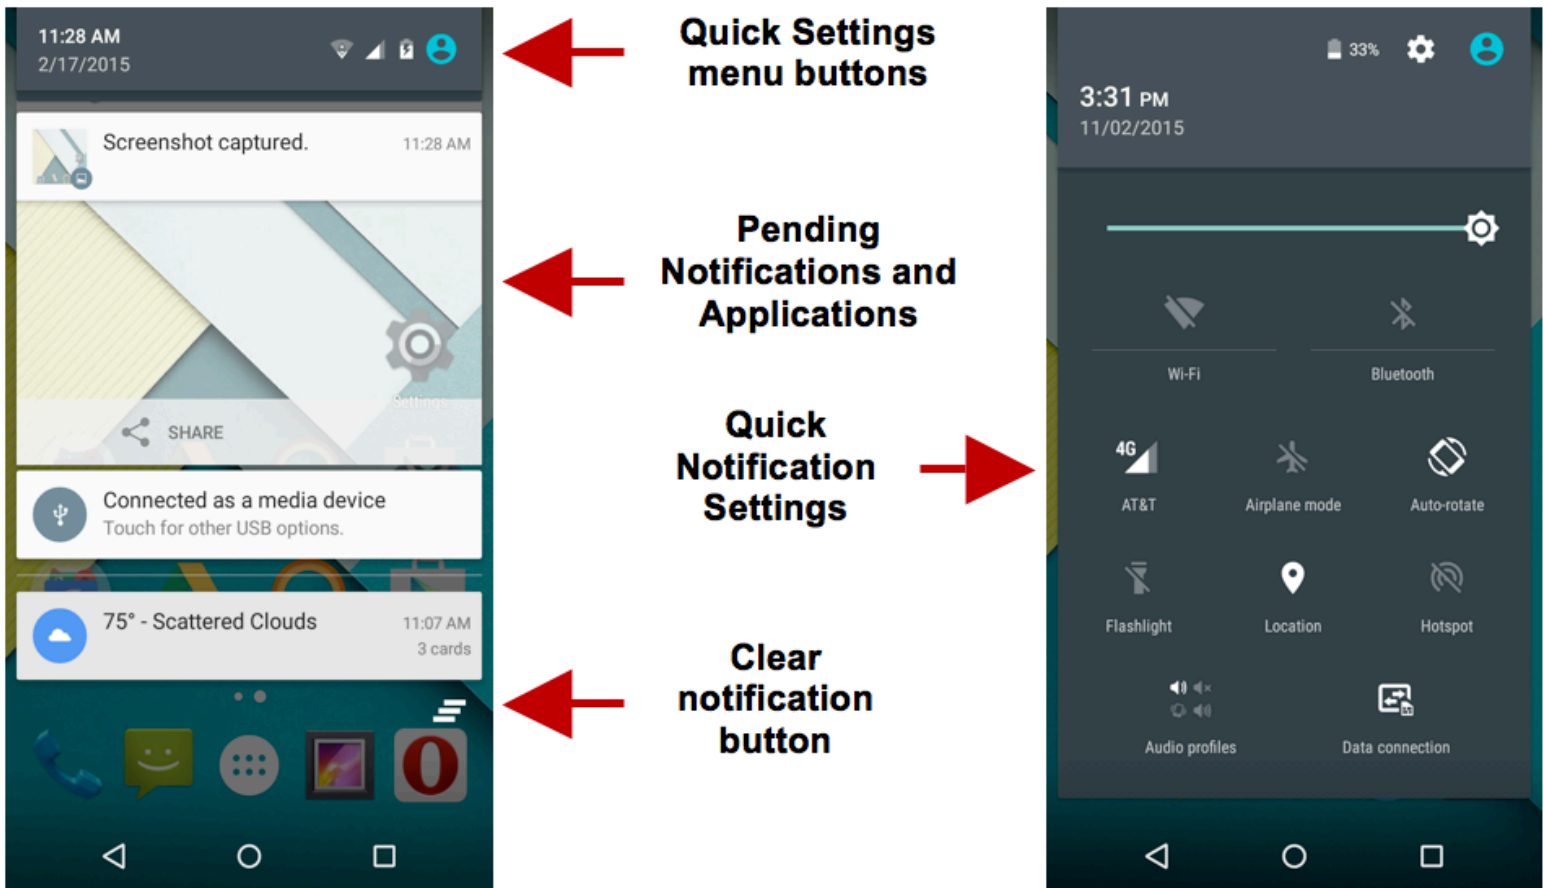 11:28 AM
2/17/2015
Screenshot captured.
11:28 AM
Settings
SHARE
Connected as a media device
Touch for other USB options.
75° - Scattered Clouds
11:07 AM
3 cards
Quick Settings
menu buttons
Pending
Notifications and
Applications
Quick
Notification
Settings
Clear
notification
button
33%
3:31 PM
11/02/2015
Wi-Fi
Bluetooth
4G
AT&T
Airplane mode
Auto-rotate
Flashlight
Location
Hotspot
Audio profiles
Data connection